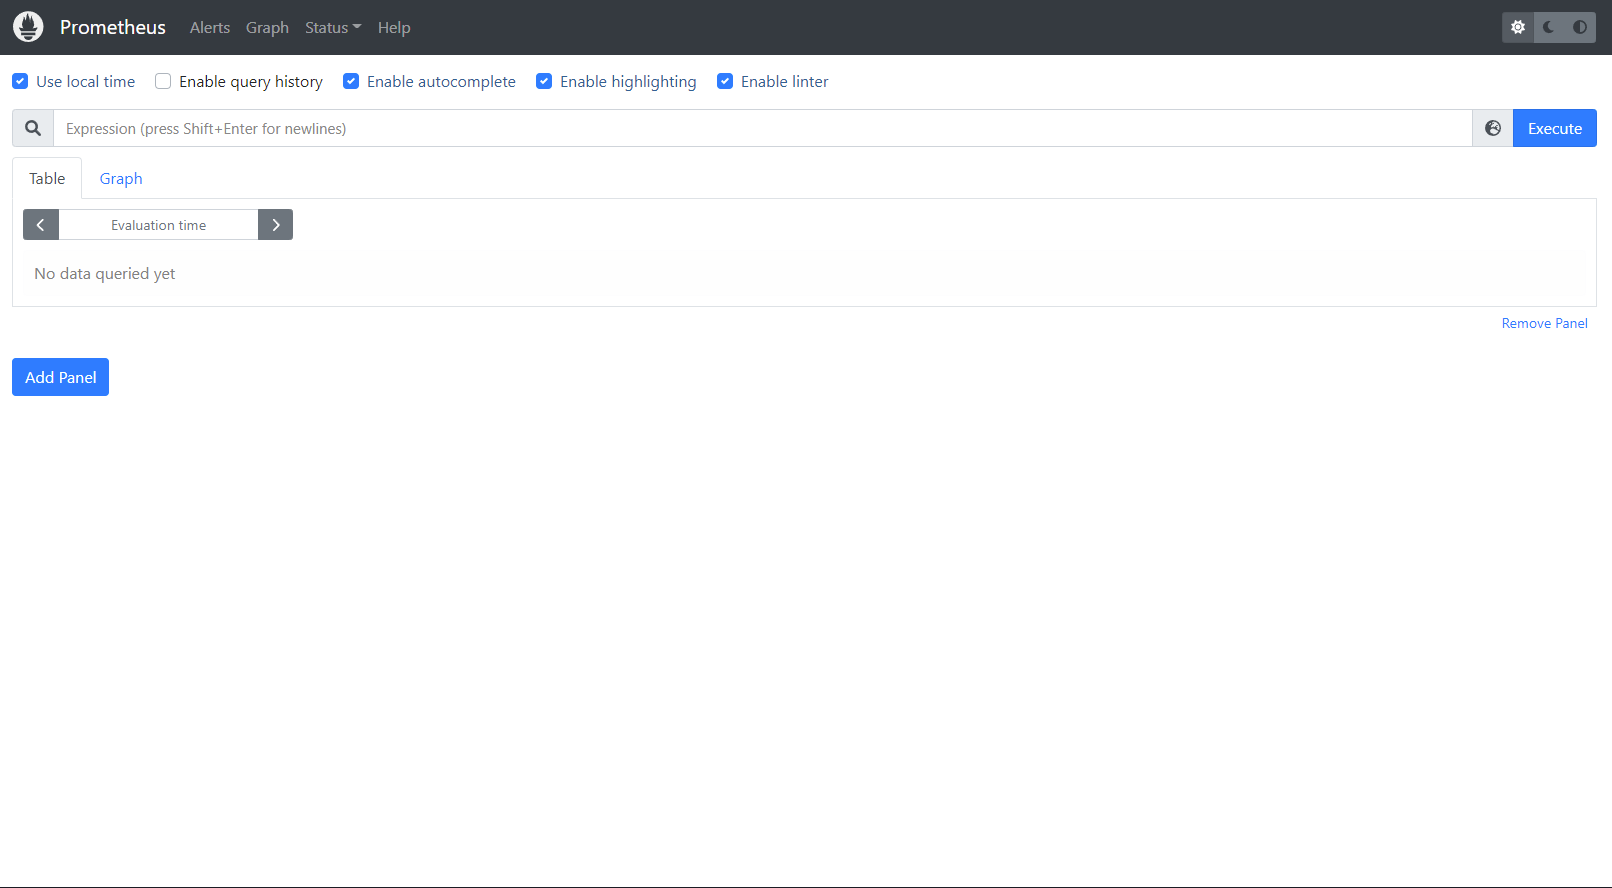 Prometheus Alerts Graph Status Help
Use local time Enable query history Enable autocomplete Enable highlighting Enable linter
Expression (press Shift+Enter for newlines) Execute
Table Graph
Evaluation time
No data queried yet
Remove Panel
Add Panel